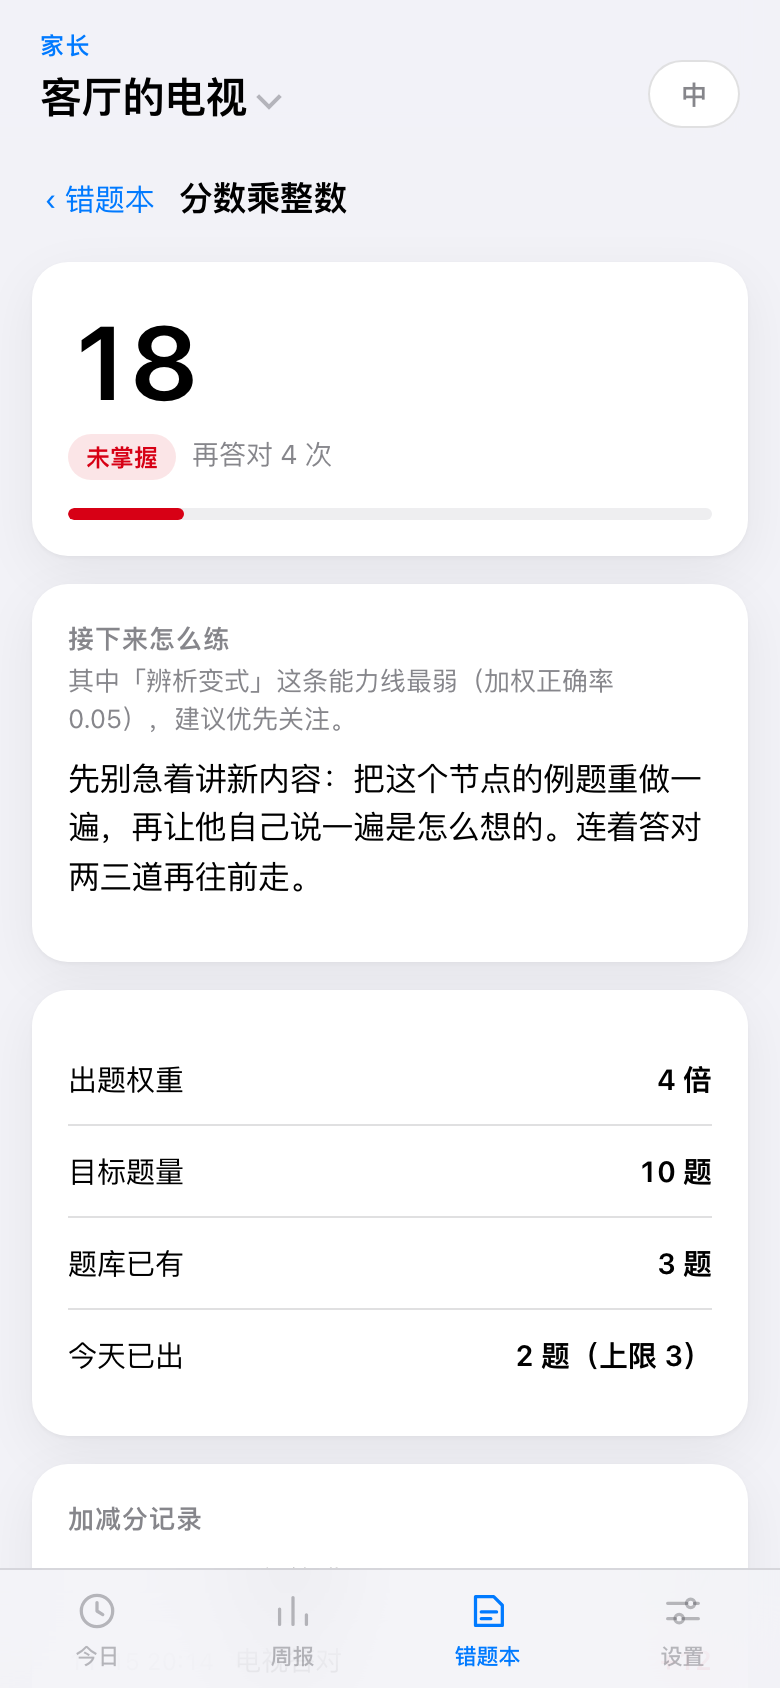 家长
客厅的电视
中
‹ 错题本 分数乘整数
18
未掌握 再答对 4 次
接下来怎么练
其中「辨析变式」这条能力线最弱（加权正确率
0.05），建议优先关注。
先别急着讲新内容：把这个节点的例题重做一
遍，再让他自己说一遍是怎么想的。连着答对
两三道再往前走。
出题权重 4 倍
目标题量 10 题
题库已有 3 题
今天已出 2 题（上限 3）
加减分记录
今日 周报 错题本 设置